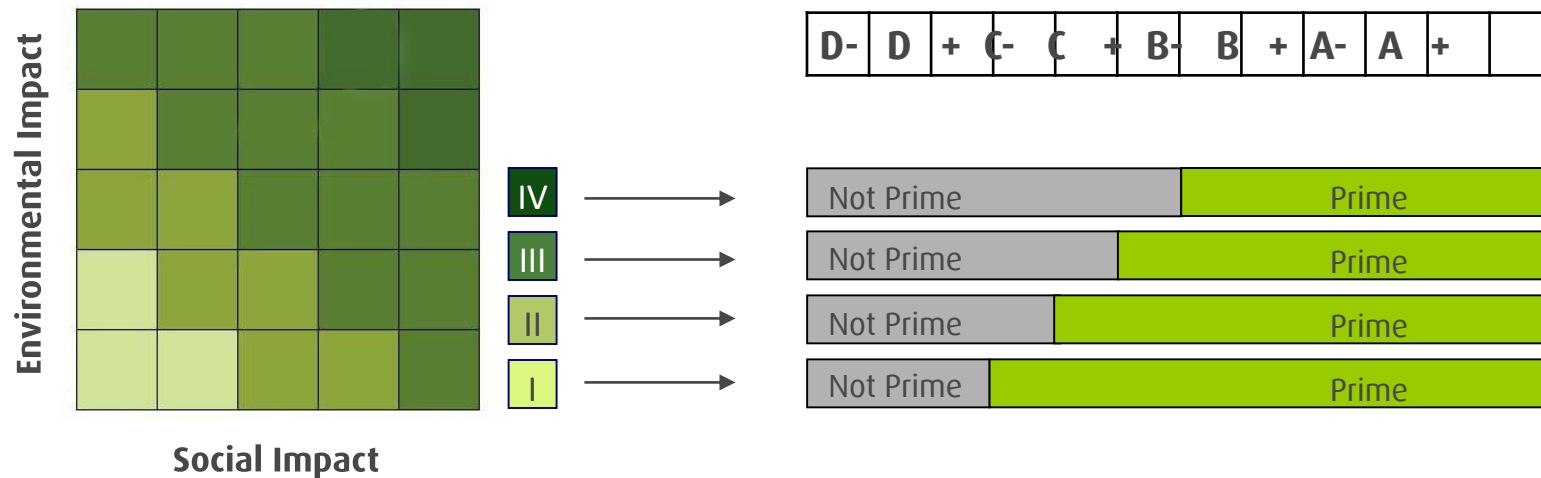 Environmental Impact
Social Impact
D- D + C- C + B- B + A- A +
IV Not Prime Prime
III Not Prime Prime
II Not Prime Prime
I Not Prime Prime